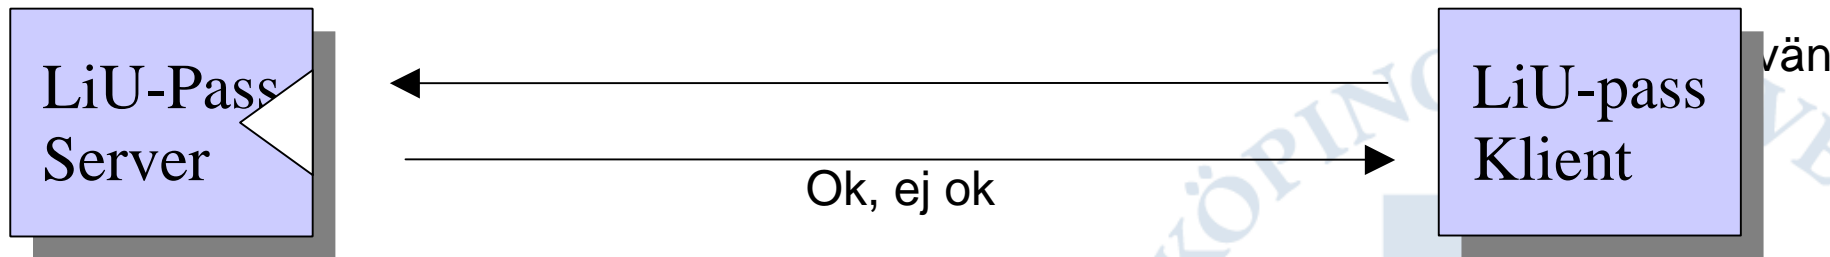 LiU-Pass
Server
Ok, ej ok
LiU-pass
Klient
vän